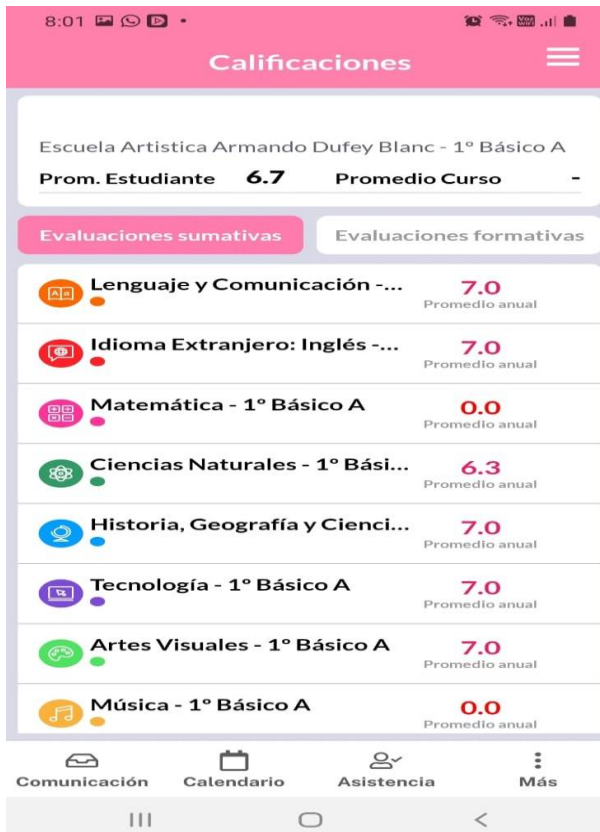 8:01
Calificaciones
Escuela Artistica Armando Dufey Blanc - 1º Básico A
Prom. Estudiante 6.7 Promedio Curso -
Evaluaciones sumativas Evaluaciones formativas
Lenguaje y Comunicación -... 7.0
Promedio anual
Idioma Extranjero: Inglés -... 7.0
Promedio anual
Matemática - 1º Básico A 0.0
Promedio anual
Ciencias Naturales - 1º Bási... 6.3
Promedio anual
Historia, Geografía y Cienci... 7.0
Promedio anual
Tecnología - 1º Básico A 7.0
Promedio anual
Artes Visuales - 1º Básico A 7.0
Promedio anual
Música - 1º Básico A 0.0
Promedio anual
Comunicación Calendario Asistencia Más